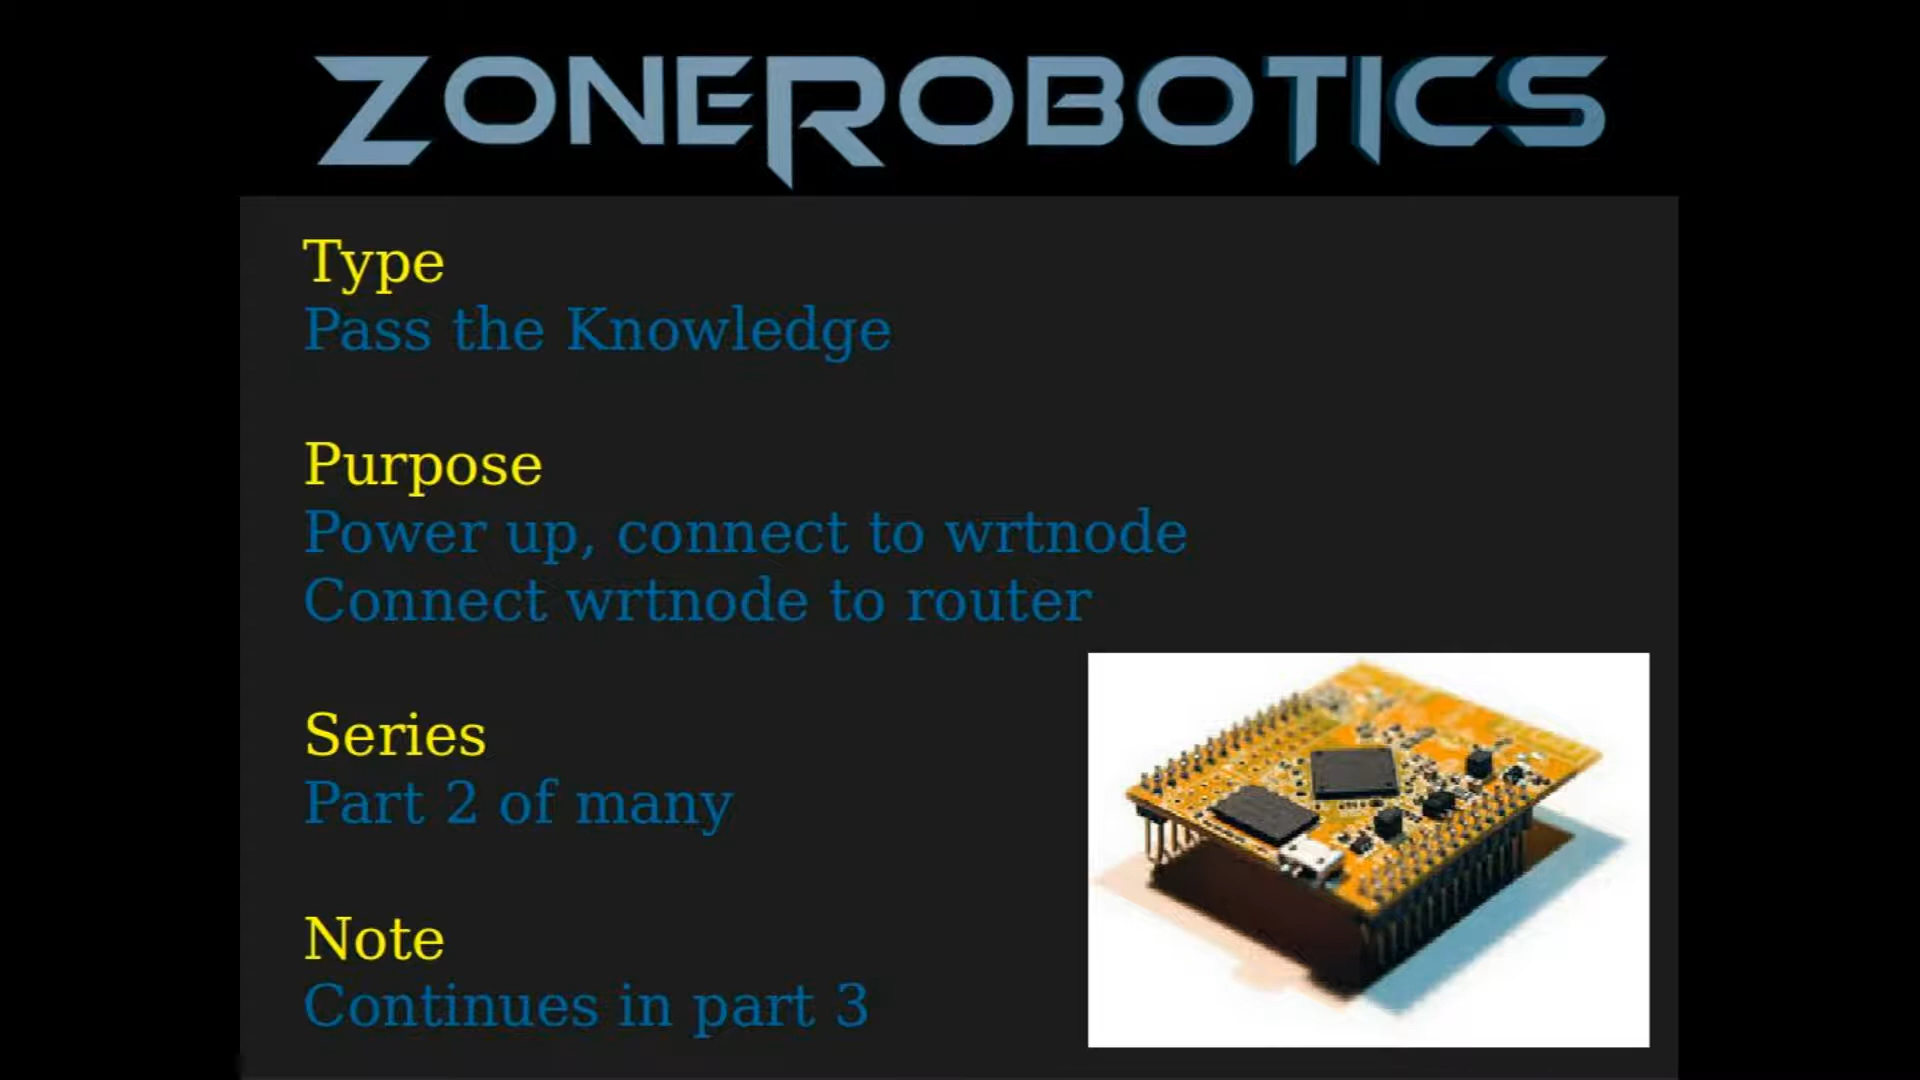 ZONEROBOTICS
Type
Pass the Knowledge
Purpose
Power up, connect to wrtnode
Connect wrtnode to router
Series
Part 2 of many
Note
Continues in part 3